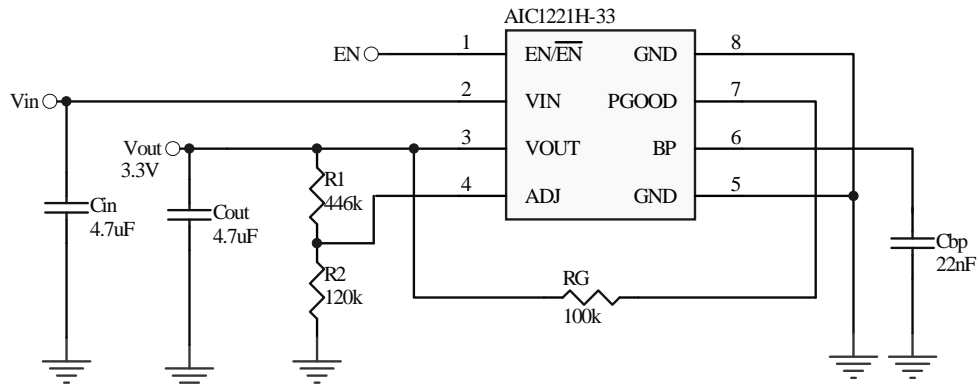 AIC1221H-33
EN
1
EN/EN
GND
8
Vin
2
VIN
PGOOD
7
Vout
3.3V
3
VOUT
BP
6
4
ADJ
GND
5
R1
446k
Cin
4.7uF
Cout
4.7uF
Cbp
22nF
R2
120k
RG
100k